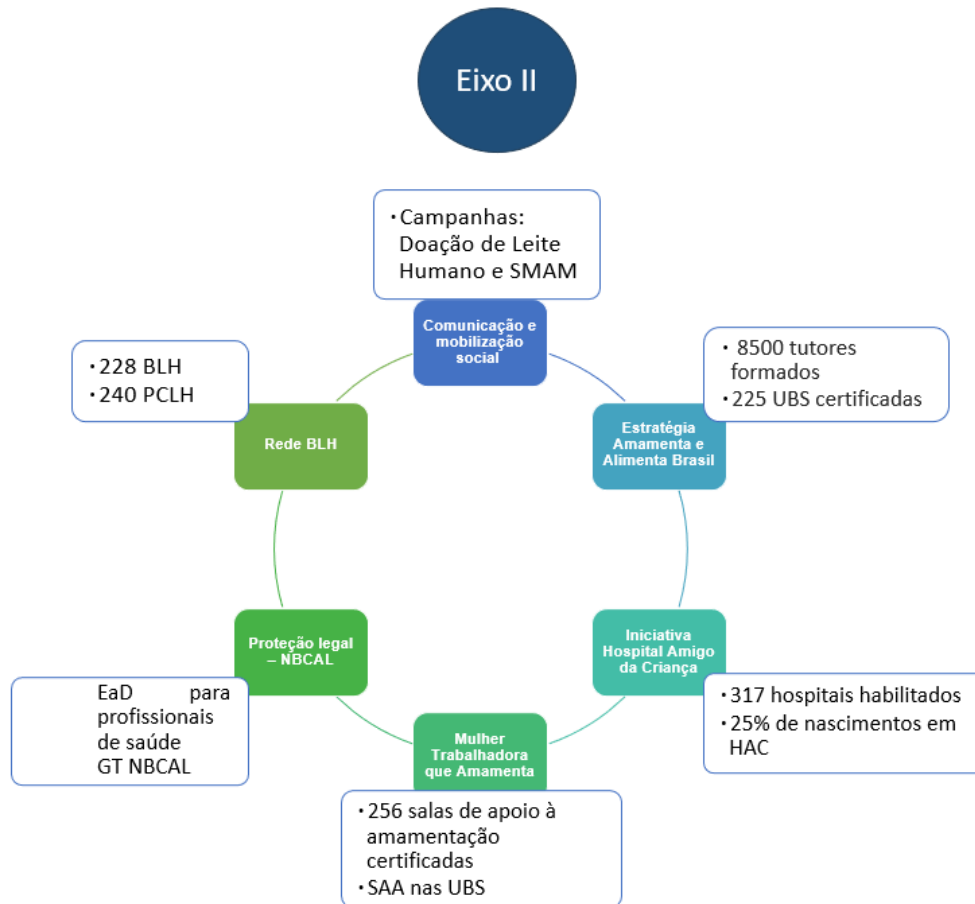 Eixo II
•Campanhas:
Doação de Leite
Humano e SMAM
Comunicação e
mobilização
social
• 8500 tutores
formados
•225 UBS certificadas
Estratégia
Amamenta e
Alimenta Brasil
Iniciativa
Hospital Amigo
da Criança
•317 hospitais habilitados
•25% de nascimentos em
HAC
Mulher
Trabalhadora
que Amamenta
•256 salas de apoio à
amamentação
certificadas
•SAA nas UBS
Proteção legal
– NBCAL
EaD para
profissionais
de saúde
GT NBCAL
•228 BLH
•240 PCLH
Rede BLH